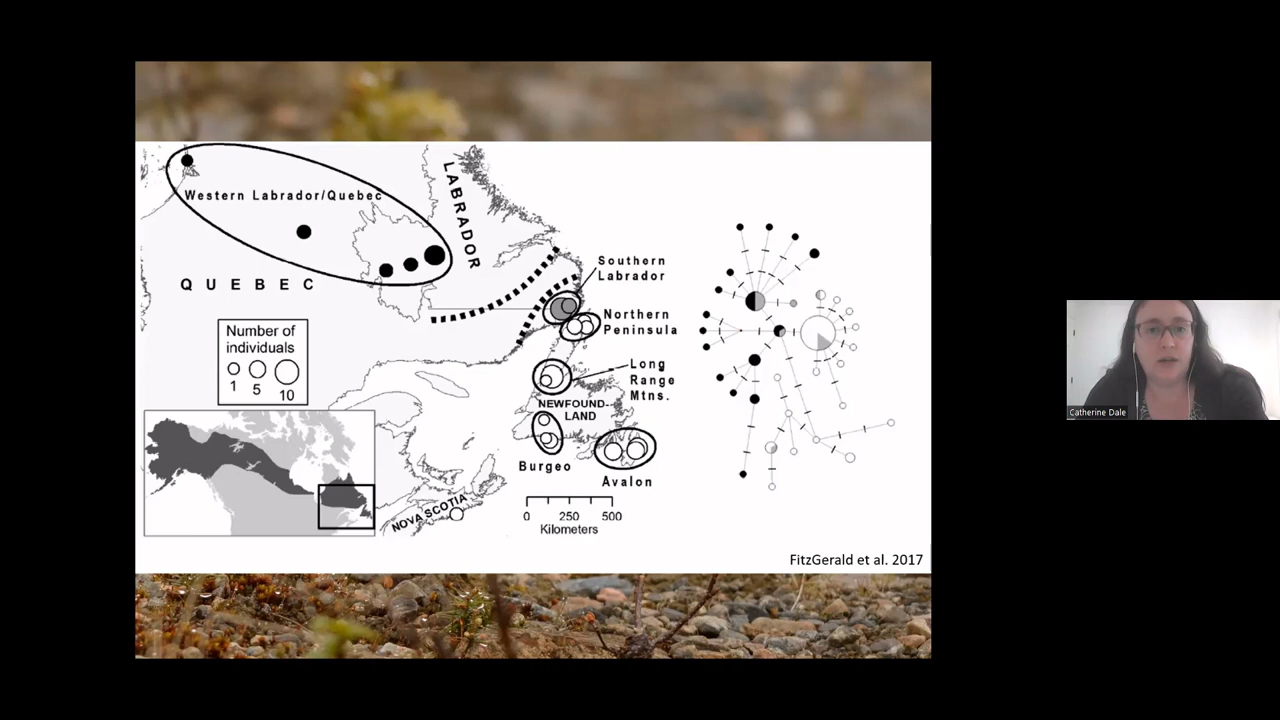 Western Labrador/Quebec
LABRADOR
QUEBEC
Southern
Labrador
Northern
Peninsula
Long
Range
Mtns.
NEWFOUND-
LAND
Burgeo
Avalon
NOVA SCOTIA
Number of
individuals
1 5 10
0 250 500
Kilometers
FitzGerald et al. 2017
Catherine Dale